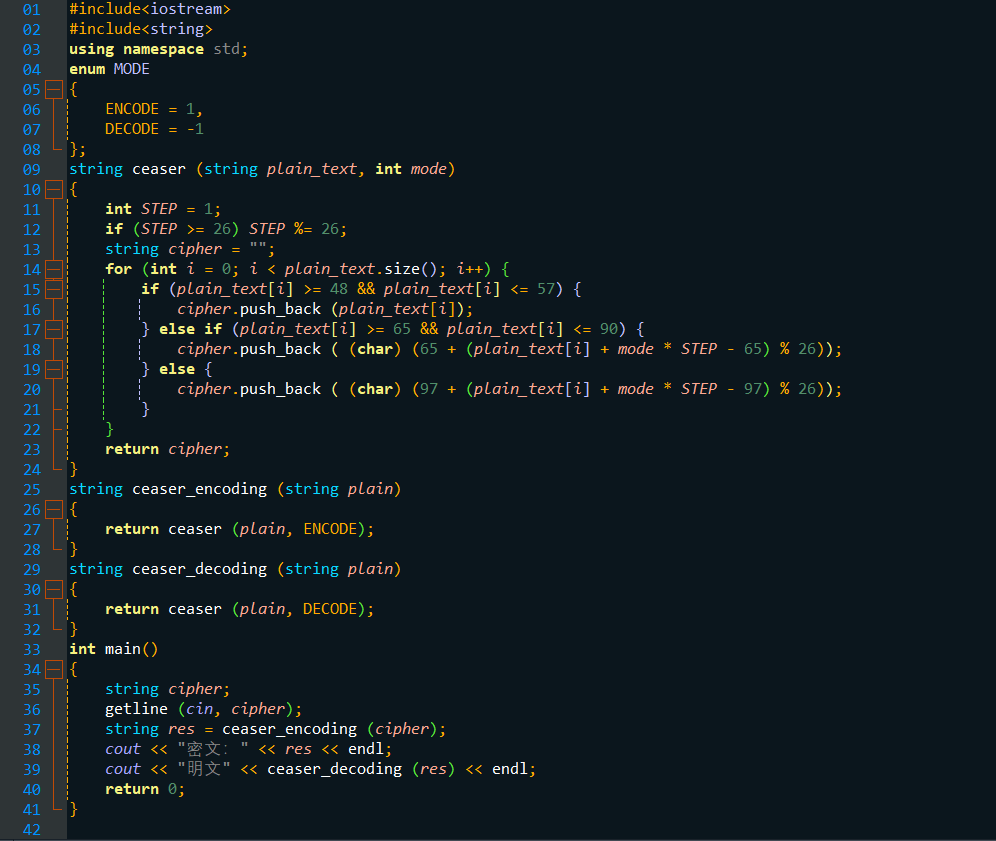 01 #include<iostream>
02 #include<string>
03 using namespace std;
04 enum MODE
05 {
06     ENCODE = 1,
07     DECODE = -1
08 };
09 string ceaser (string plain_text, int mode)
10 {
11     int STEP = 1;
12     if (STEP >= 26) STEP %= 26;
13     string cipher = "";
14     for (int i = 0; i < plain_text.size(); i++) {
15         if (plain_text[i] >= 48 && plain_text[i] <= 57) {
16             cipher.push_back (plain_text[i]);
17         } else if (plain_text[i] >= 65 && plain_text[i] <= 90) {
18             cipher.push_back ( (char) (65 + (plain_text[i] + mode * STEP - 65) % 26));
19         } else {
20             cipher.push_back ( (char) (97 + (plain_text[i] + mode * STEP - 97) % 26));
21         }
22     }
23     return cipher;
24 }
25 string ceaser_encoding (string plain)
26 {
27     return ceaser (plain, ENCODE);
28 }
29 string ceaser_decoding (string plain)
30 {
31     return ceaser (plain, DECODE);
32 }
33 int main()
34 {
35     string cipher;
36     getline (cin, cipher);
37     string res = ceaser_encoding (cipher);
38     cout << "密文：" << res << endl;
39     cout << "明文" << ceaser_decoding (res) << endl;
40     return 0;
41 }
42